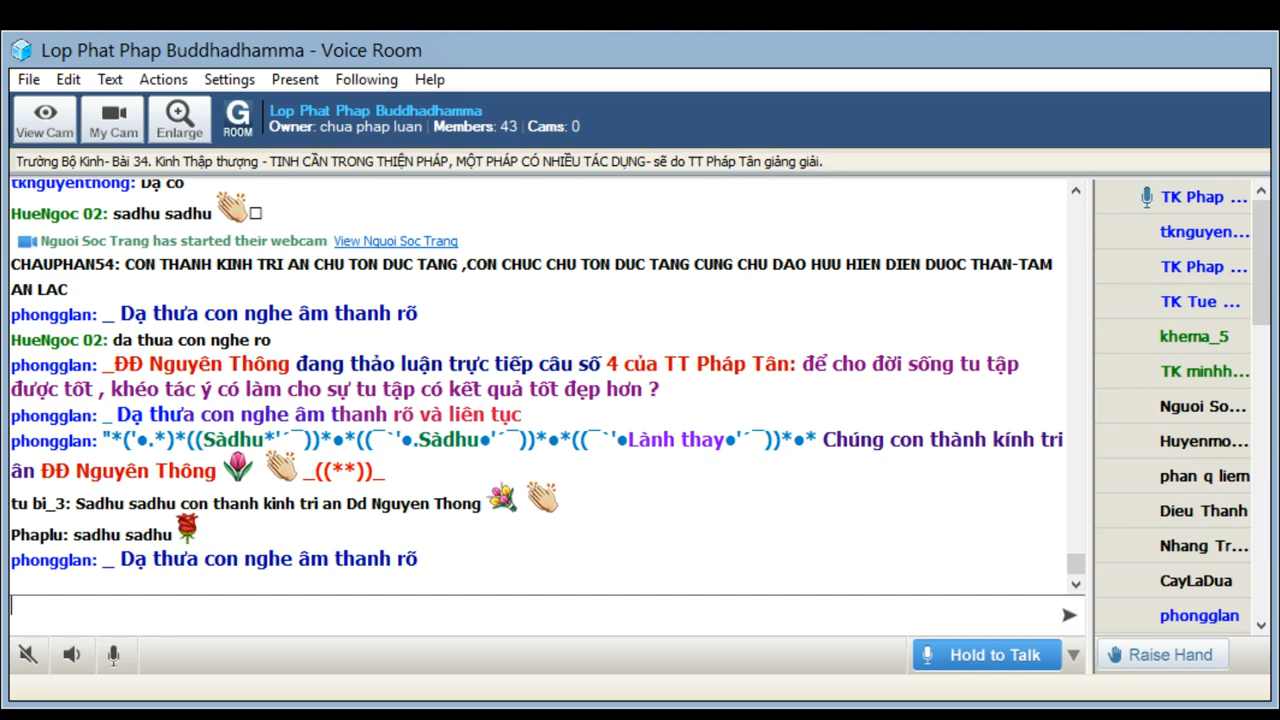 Lop Phat Phap Buddhadhamma - Voice Room
File Edit Text Actions Settings Present Following Help
View Cam My Cam Enlarge G ROOM
Lop Phat Phap Buddhadhamma
Owner: chua phap luan | Members: 43 | Cams: 0
Trường Bộ Kinh- Bài 34. Kinh Thập thượng - TINH CẦN TRONG THIỆN PHÁP, MỘT PHÁP CÓ NHIỀU TÁC DỤNG- sẽ do TT Pháp Tân giảng giải.
tknguyenthong: Dạ có
HueNgoc 02: sadhu sadhu 👏□
Nguoi Soc Trang has started their webcam View Nguoi Soc Trang
CHAUPHAN54: CON THANH KINH TRI AN CHU TON DUC TANG ,CON CHUC CHU TON DUC TANG CUNG CHU DAO HUU HIEN DIEN DUOC THAN-TAM
AN LAC
phongglan: _ Dạ thưa con nghe âm thanh rõ
HueNgoc 02: da thua con nghe ro
phongglan: _ĐĐ Nguyên Thông đang thảo luận trực tiếp câu số 4 của TT Pháp Tân: để cho đời sống tu tập
được tốt , khéo tác ý có làm cho sự tu tập có kết quả tốt đẹp hơn ?
phongglan: _ Dạ thưa con nghe âm thanh rõ và liên tục
phongglan: "*('●.*)*((Sàdhu*'´¯))*●*((¯`'●.Sàdhu●'´¯))*●*((¯`'●Lành thay●'´¯))*●* Chúng con thành kính tri
ân ĐĐ Nguyên Thông 🌷 👏 _((**))_
tu bi_3: Sadhu sadhu con thanh kinh tri an Dd Nguyen Thong 💐 👏
Phaplu: sadhu sadhu 🌹
phongglan: _ Dạ thưa con nghe âm thanh rõ
TK Phap ...
tknguyen...
TK Phap ...
TK Tue ...
khema_5
TK minhh...
Nguoi So...
Huyenmo...
phan q liem
Dieu Thanh
Nhang Tr...
CayLaDua
phongglan
Hold to Talk
Raise Hand